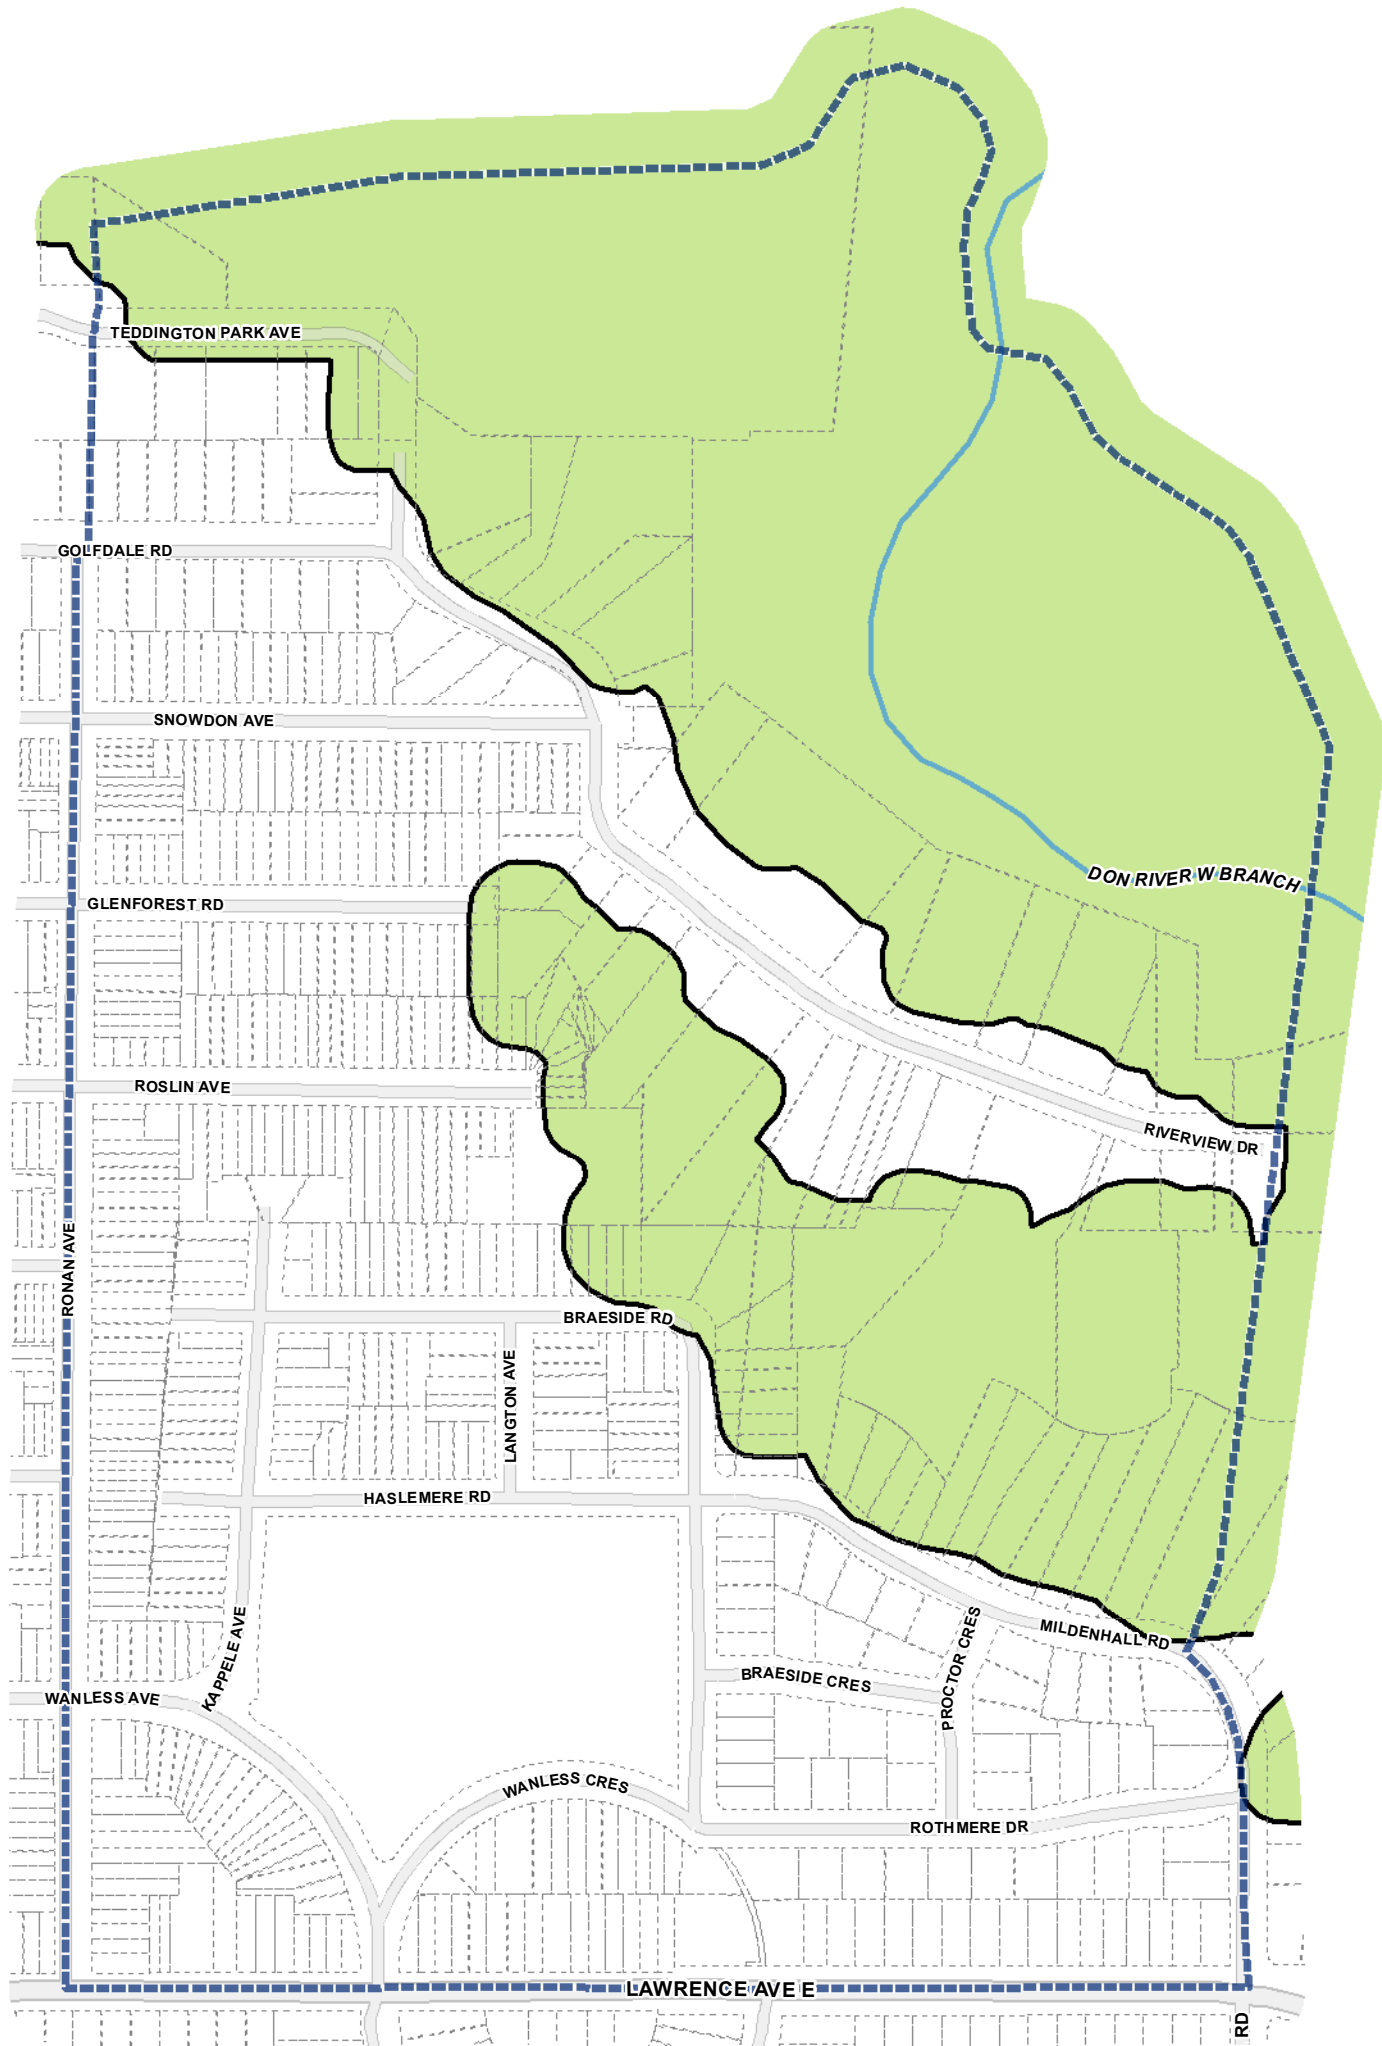 TEDDINGTON PARK AVE
GOLFDALE RD
SNOWDON AVE
DON RIVER W BRANCH
GLENFOREST RD
ROSLIN AVE
RIVERVIEW DR
RONAN AVE
BRAESIDE RD
LANGTON AVE
HASLEMERE RD
KAPPELE AVE
PROCTOR CRES
MILDENHALL RD
BRAESIDE CRES
WANLESS AVE
WANLESS CRES
ROTHMERE DR
LAWRENCE AVE E
RD